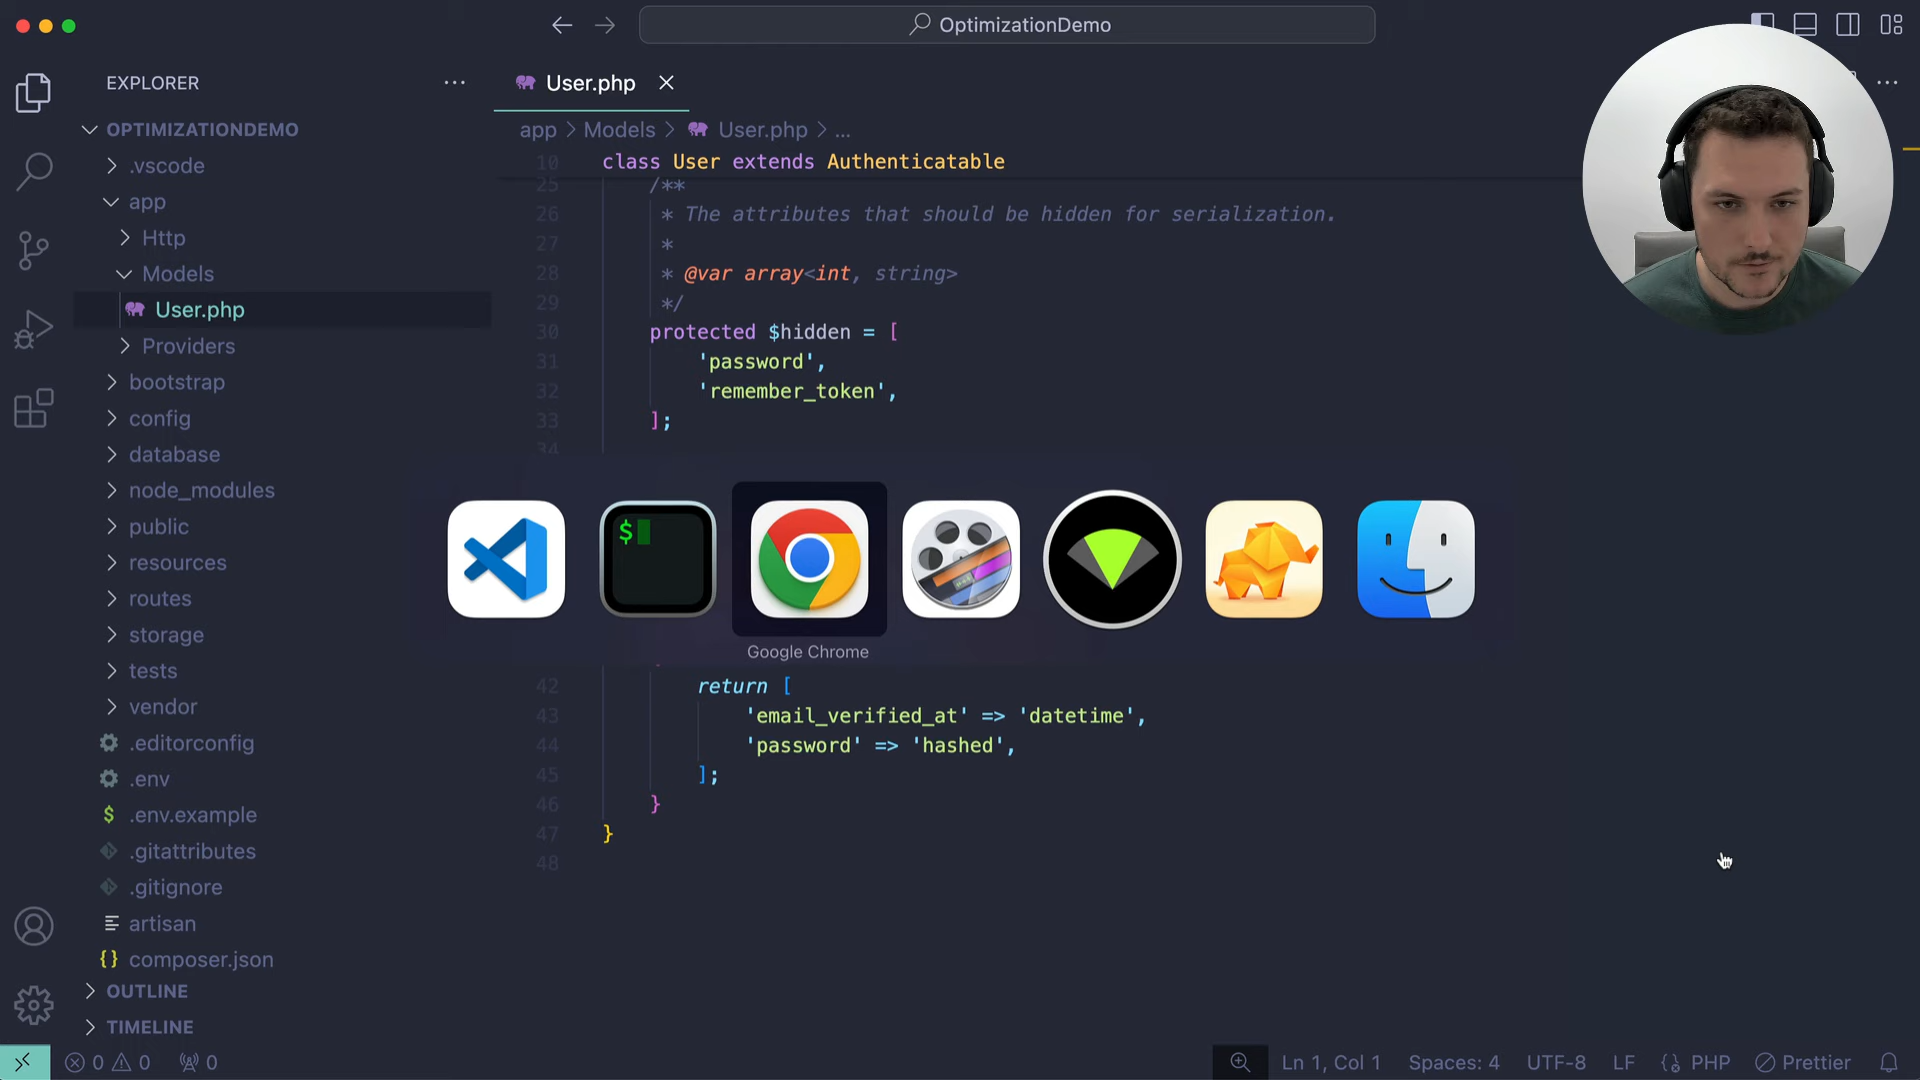 OptimizationDemo
EXPLORER
User.php
OPTIMIZATIONDEMO
.vscode
app
Http
Models
User.php
Providers
bootstrap
config
database
node_modules
public
resources
routes
storage
tests
vendor
.editorconfig
.env
$ .env.example
.gitattributes
.gitignore
artisan
{} composer.json
OUTLINE
TIMELINE
app > Models > User.php > ...
10 class User extends Authenticatable
25 /**
26 * The attributes that should be hidden for serialization.
27 *
28 * @var array<int, string>
29 */
30 protected $hidden = [
31 'password',
32 'remember_token',
33 ];
34
$
Google Chrome
42 return [
43 'email_verified_at' => 'datetime',
44 'password' => 'hashed',
45 ];
46 }
47 }
48
0 0 0
Ln 1, Col 1 Spaces: 4 UTF-8 LF {} PHP Prettier